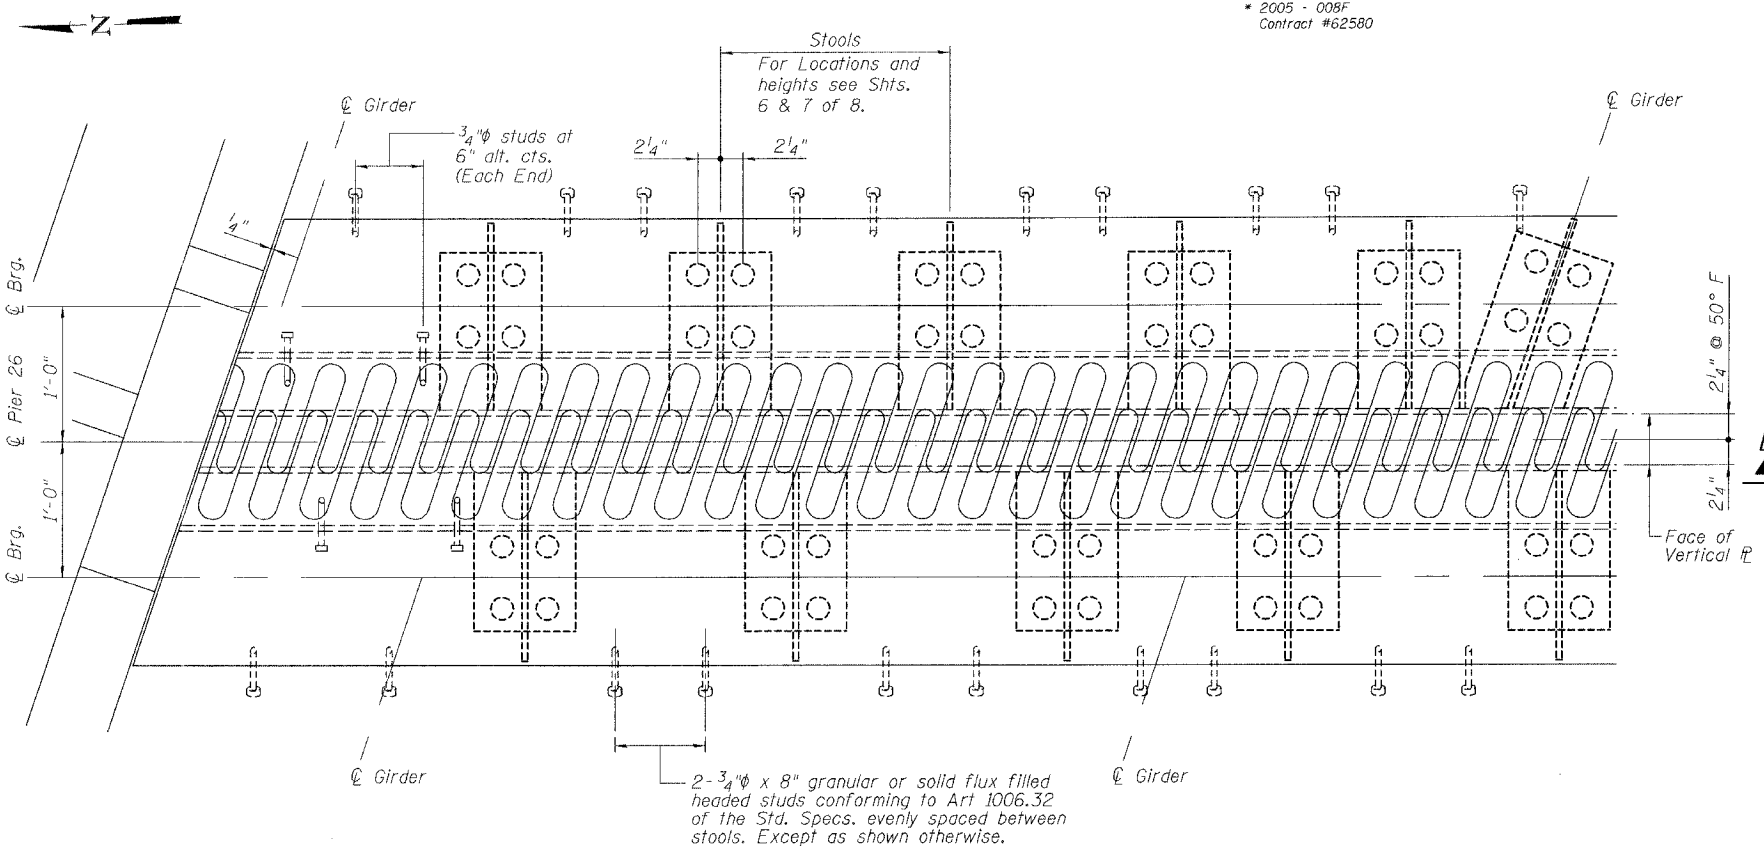 * 2005 - 008F
Contract #62580
N
Stools
For Locations and
heights see Shts.
6 & 7 of 8.
℄ Girder
℄ Girder
3/4"ϕ studs at
6" alt. cts.
(Each End)
2 1/4"
2 1/4"
1/4"
℄ Brg.
1'-0"
℄ Pier 26
1'-0"
℄ Brg.
2 1/4" @ 50° F
2 1/4"
Face of
Vertical ℙL
℄ Girder
℄ Girder
2-3/4"ϕ x 8" granular or solid flux filled
headed studs conforming to Art 1006.32
of the Std. Specs. evenly spaced between
stools. Except as shown otherwise.